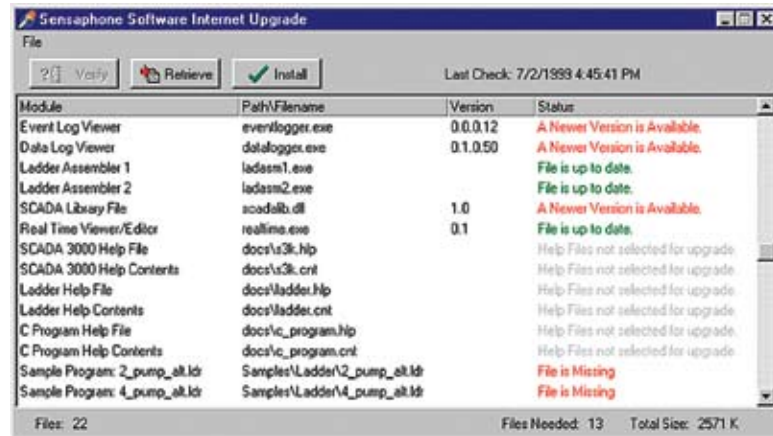 Sensaphone Software Internet Upgrade
File
Verify Retrieve Install Last Check: 7/2/1999 4:45:41 PM
Module Path\Filename Version Status
Event Log Viewer eventlogger.exe 0.0.0.12 A Newer Version is Available.
Data Log Viewer datalogger.exe 0.1.0.50 A Newer Version is Available.
Ladder Assembler 1 ladasm1.exe File is up to date.
Ladder Assembler 2 ladasm2.exe File is up to date.
SCADA Library File scadalib.dll 1.0 A Newer Version is Available.
Real Time Viewer/Editor realtime.exe 0.1 File is up to date.
SCADA 3000 Help File docs\s3k.hlp Help Files not selected for upgrade.
SCADA 3000 Help Contents docs\s3k.cnt Help Files not selected for upgrade.
Ladder Help File docs\ladder.hlp Help Files not selected for upgrade.
Ladder Help Contents docs\ladder.cnt Help Files not selected for upgrade.
C Program Help File docs\c_program.hlp Help Files not selected for upgrade.
C Program Help Contents docs\c_program.cnt Help Files not selected for upgrade.
Sample Program: 2_pump_alt.ldr Samples\Ladder\2_pump_alt.ldr File is Missing
Sample Program: 4_pump_alt.ldr Samples\Ladder\4_pump_alt.ldr File is Missing
Files: 22 Files Needed: 13 Total Size: 2571 K